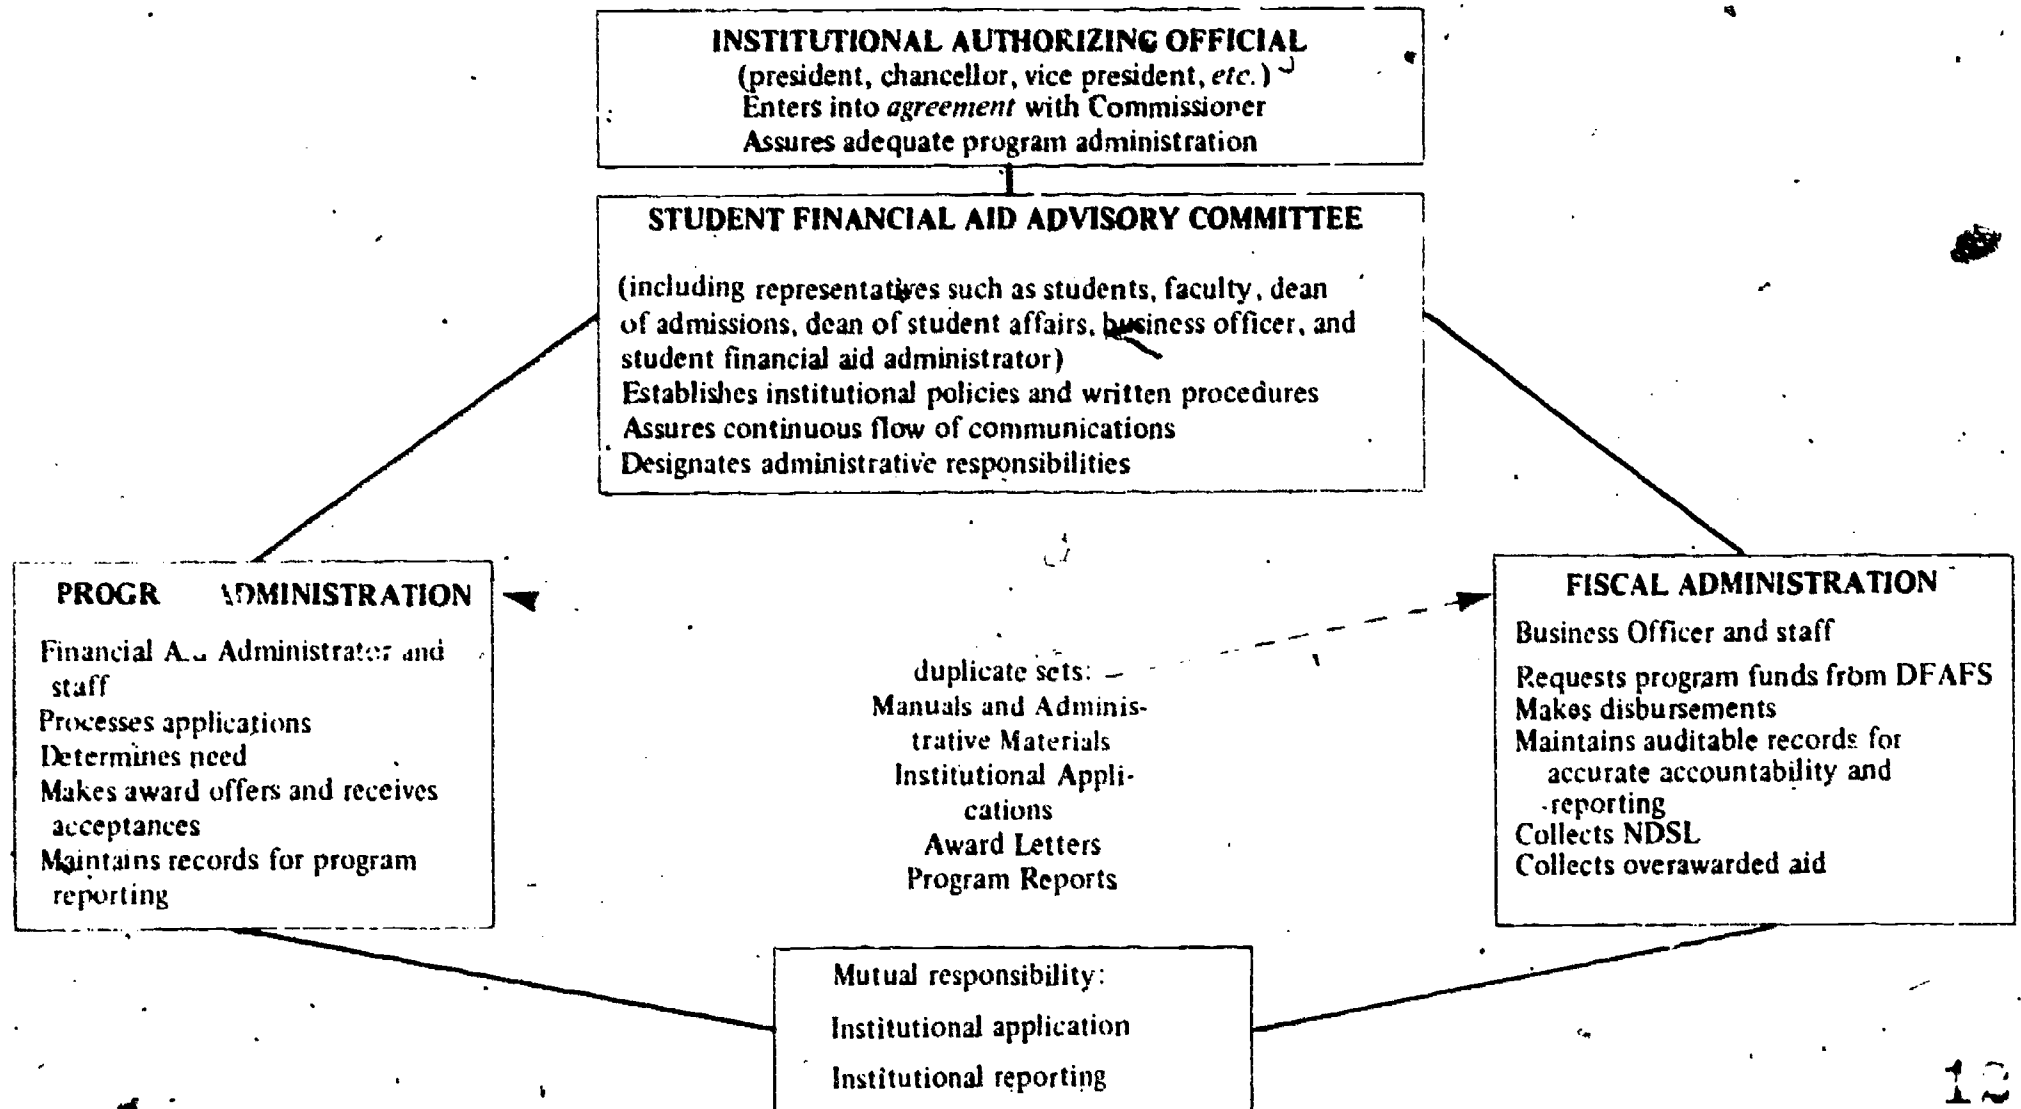 INSTITUTIONAL AUTHORIZING OFFICIAL
(president, chancellor, vice president, etc.)
Enters into agreement with Commissioner
Assures adequate program administration
STUDENT FINANCIAL AID ADVISORY COMMITTEE
(including representatives such as students, faculty, dean
of admissions, dean of student affairs, business officer, and
student financial aid administrator)
Establishes institutional policies and written procedures
Assures continuous flow of communications
Designates administrative responsibilities
PROGR ADMINISTRATION
Financial Administrator and
staff
Processes applications
Determines need
Makes award offers and receives
acceptances
Maintains records for program
reporting
duplicate sets:
Manuals and Adminis-
trative Materials
Institutional Appli-
cations
Award Letters
Program Reports
FISCAL ADMINISTRATION
Business Officer and staff
Requests program funds from DFAFS
Makes disbursements
Maintains auditable records for
accurate accountability and
reporting
Collects NDSL
Collects overawarded aid
Mutual responsibility:
Institutional application
Institutional reporting